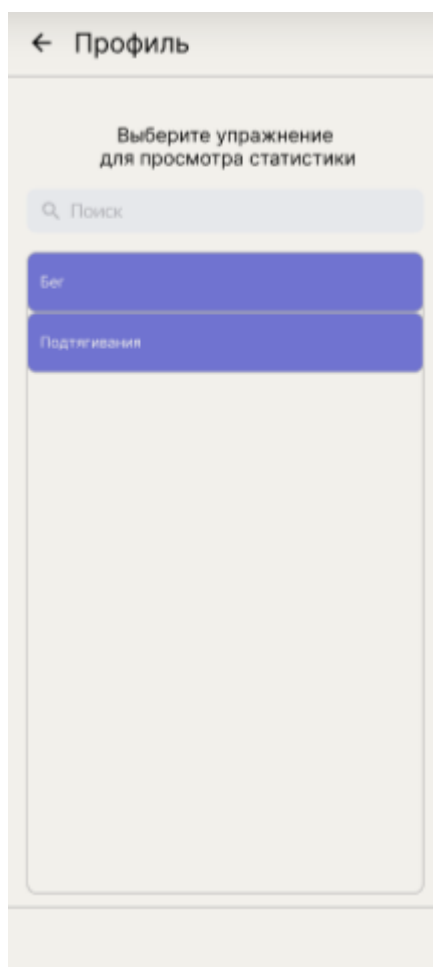 Профиль
Выберите упражнение
для просмотра статистики
Поиск
Бег
Подтягивания